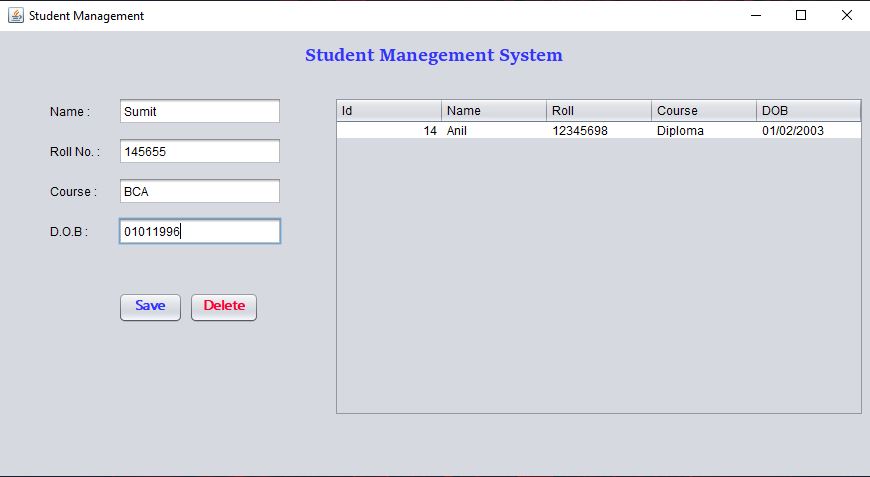 Student Management
Student Manegement System
Name : Sumit
Roll No. : 145655
Course : BCA
D.O.B : 01011996
Save Delete
Id Name Roll Course DOB
14 Anil 12345698 Diploma 01/02/2003